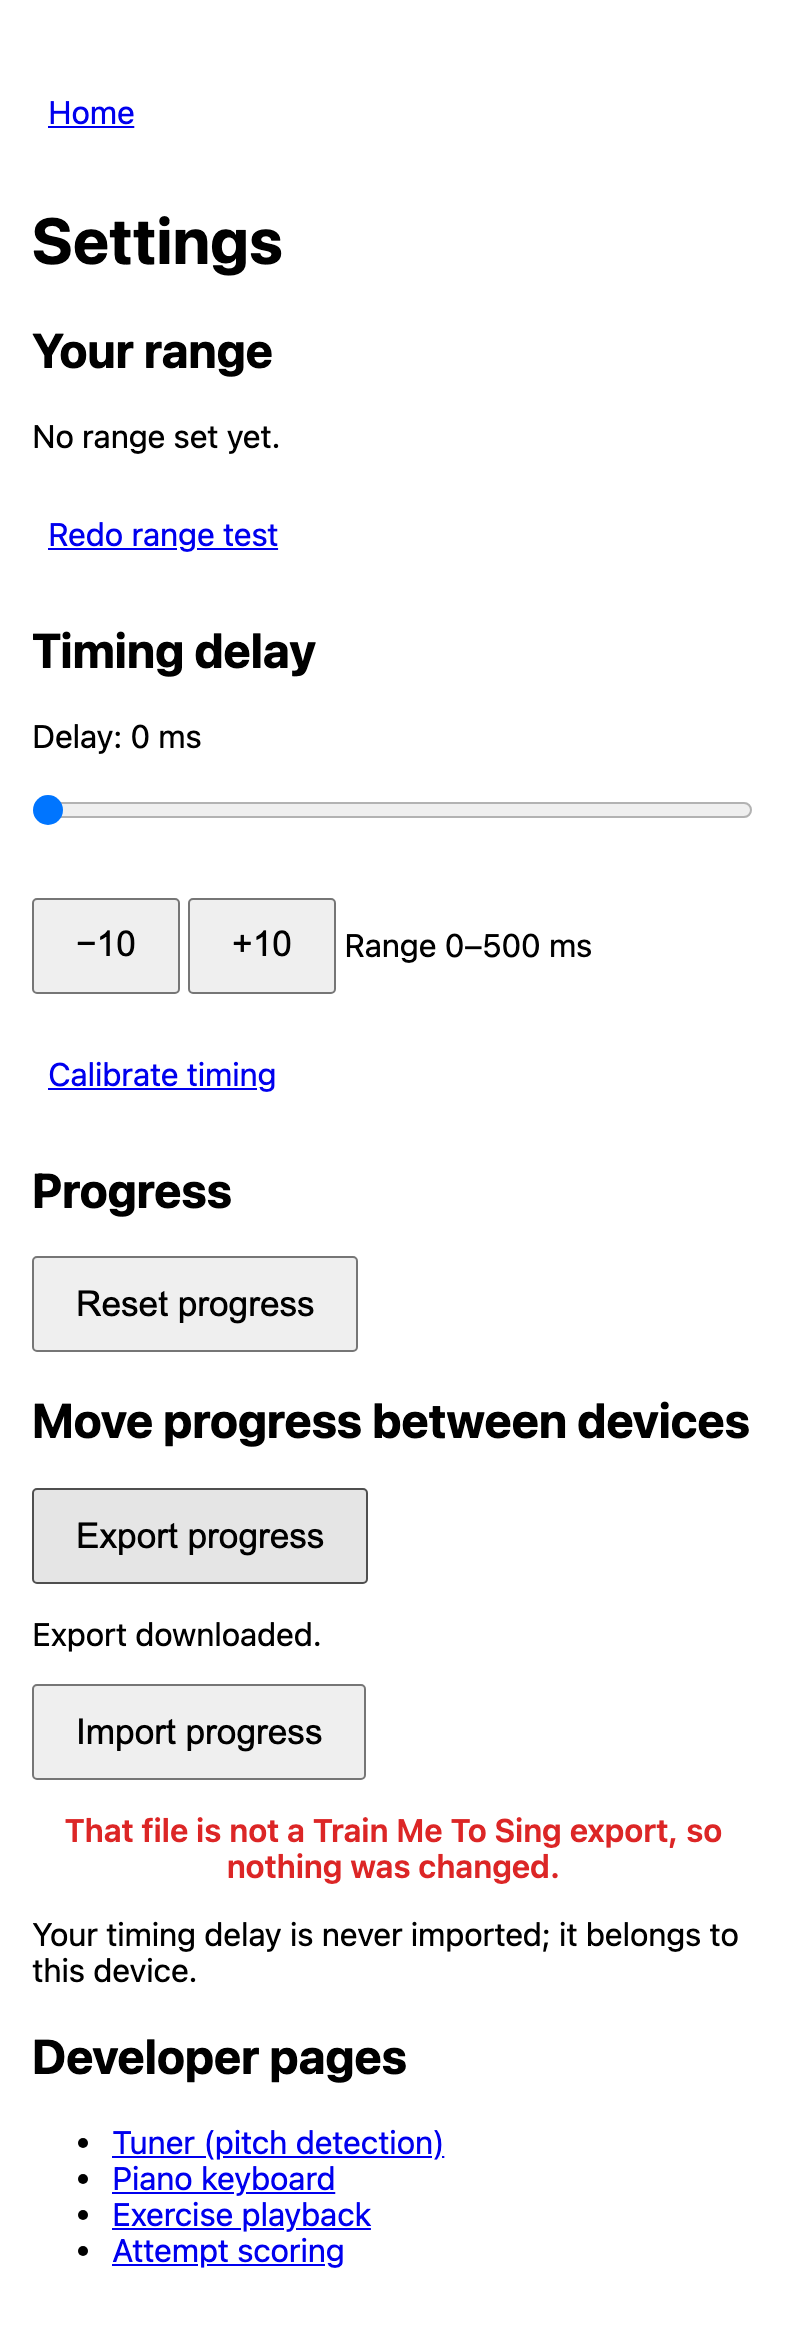 Home
Settings
Your range
No range set yet.
Redo range test
Timing delay
Delay: 0 ms
−10 +10 Range 0–500 ms
Calibrate timing
Progress
Reset progress
Move progress between devices
Export progress
Export downloaded.
Import progress
That file is not a Train Me To Sing export, so
nothing was changed.
Your timing delay is never imported; it belongs to
this device.
Developer pages
• Tuner (pitch detection)
• Piano keyboard
• Exercise playback
• Attempt scoring